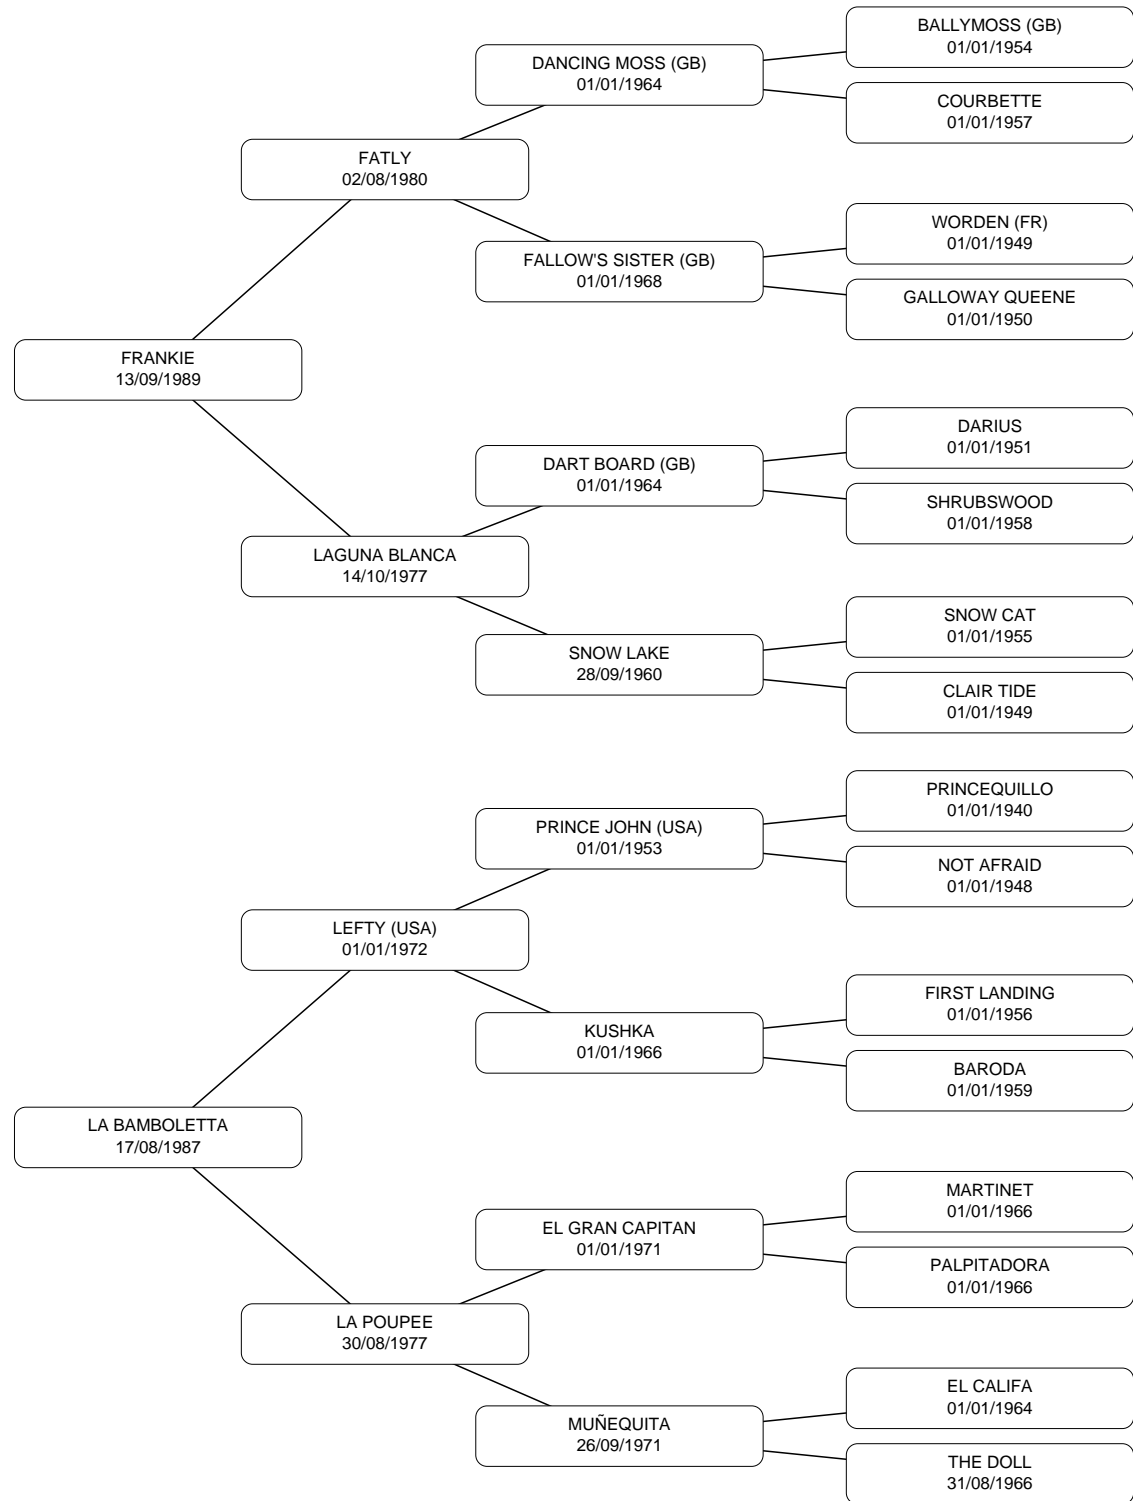 BALLYMOSS (GB)
01/01/1954
DANCING MOSS (GB)
01/01/1964
COURBETTE
01/01/1957
FATLY
02/08/1980
WORDEN (FR)
01/01/1949
FALLOW'S SISTER (GB)
01/01/1968
GALLOWAY QUEENE
01/01/1950
FRANKIE
13/09/1989
DARIUS
01/01/1951
DART BOARD (GB)
01/01/1964
SHRUBSWOOD
01/01/1958
LAGUNA BLANCA
14/10/1977
SNOW CAT
01/01/1955
SNOW LAKE
28/09/1960
CLAIR TIDE
01/01/1949
PRINCEQUILLO
01/01/1940
PRINCE JOHN (USA)
01/01/1953
NOT AFRAID
01/01/1948
LEFTY (USA)
01/01/1972
FIRST LANDING
01/01/1956
KUSHKA
01/01/1966
BARODA
01/01/1959
LA BAMBOLETTA
17/08/1987
MARTINET
01/01/1966
EL GRAN CAPITAN
01/01/1971
PALPITADORA
01/01/1966
LA POUPEE
30/08/1977
EL CALIFA
01/01/1964
MUÑEQUITA
26/09/1971
THE DOLL
31/08/1966